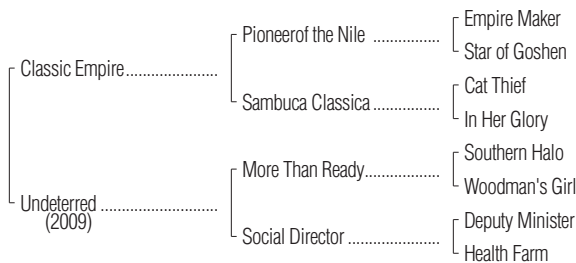 Empire Maker
Pioneerof the Nile ................
Star of Goshen
Classic Empire......................
Cat Thief
Sambuca Classica ................
In Her Glory
Southern Halo
More Than Ready..................
Woodman's Girl
Undeterred ............................
(2009)
Deputy Minister
Social Director ......................
Health Farm